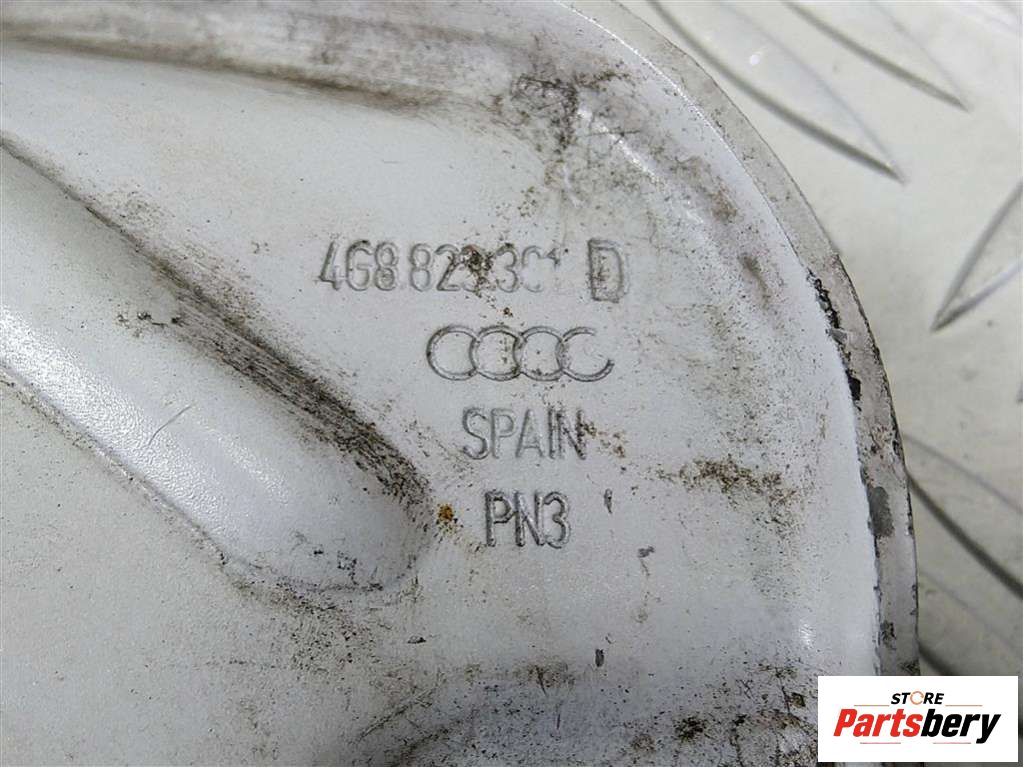 4G8 823 301 D
SPAIN
PN3
STORE
Partsbery